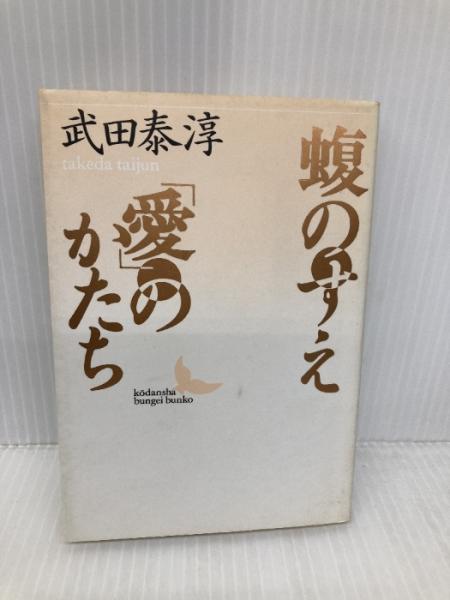 蝮のすえ
「愛」の
かたち
武田泰淳
takeda taijun
kōdansha
bungei bunko